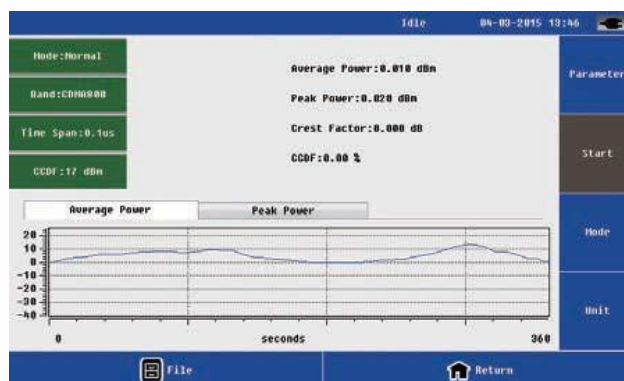 Idle 04-03-2015 13:46
Mode:Normal
Band:CDMA800
Time Span:0.1us
CCDF:17 dBm
Average Power:0.010 dBm
Peak Power:0.020 dBm
Crest Factor:0.000 dB
CCDF:0.00 %
Parameter
Start
Mode
Unit
Average Power Peak Power
20
10
0
-10
-20
-30
-40
0 seconds 360
File Return